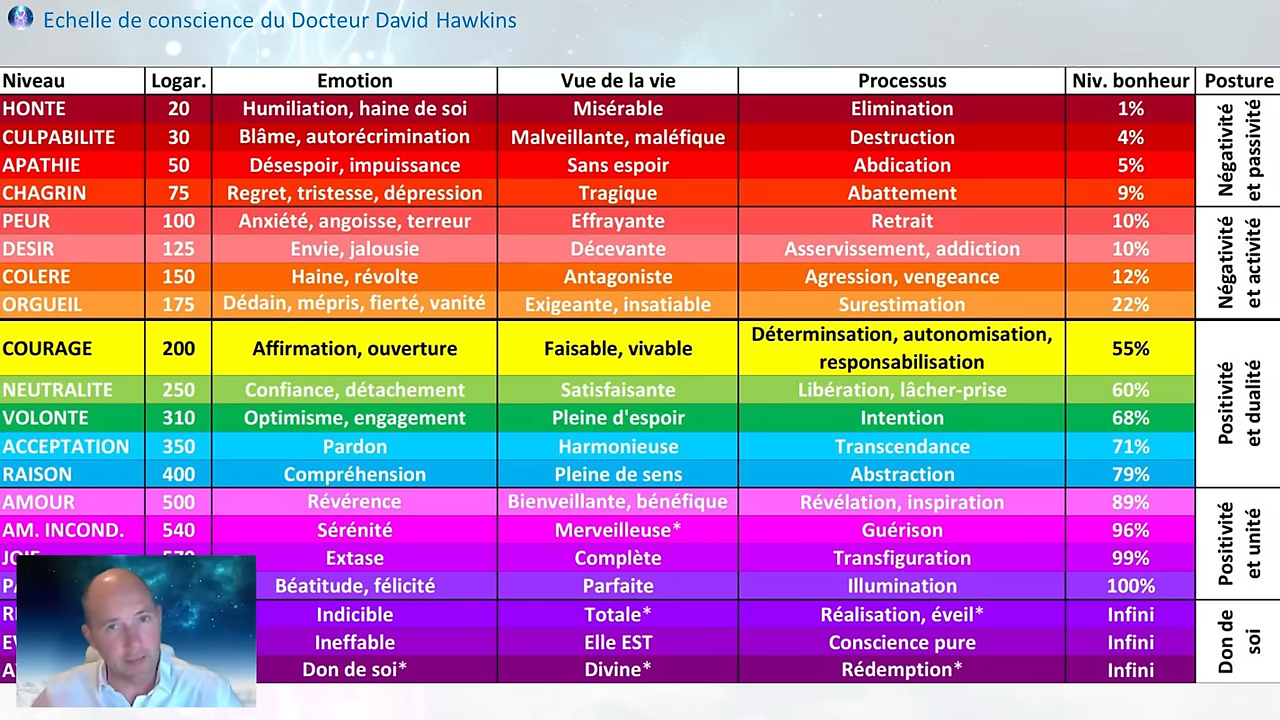 Echelle de conscience du Docteur David Hawkins
Niveau Logar. Emotion Vue de la vie Processus Niv. bonheur Posture
HONTE 20 Humiliation, haine de soi Misérable Elimination 1%
CULPABILITE 30 Blâme, autorécrimination Malveillante, maléfique Destruction 4%
APATHIE 50 Désespoir, impuissance Sans espoir Abdication 5%
CHAGRIN 75 Regret, tristesse, dépression Tragique Abattement 9%
Négativité
et passivité
PEUR 100 Anxiété, angoisse, terreur Effrayante Retrait 10%
DESIR 125 Envie, jalousie Décevante Asservissement, addiction 10%
COLERE 150 Haine, révolte Antagoniste Agression, vengeance 12%
ORGUEIL 175 Dédain, mépris, fierté, vanité Exigeante, insatiable Surestimation 22%
Négativité
et activité
COURAGE 200 Affirmation, ouverture Faisable, vivable Détermination, autonomisation, 55%
responsabilisation
NEUTRALITE 250 Confiance, détachement Satisfaisante Libération, lâcher-prise 60%
VOLONTE 310 Optimisme, engagement Pleine d'espoir Intention 68%
ACCEPTATION 350 Pardon Harmonieuse Transcendance 71%
RAISON 400 Compréhension Pleine de sens Abstraction 79%
Positivité
et dualité
AMOUR 500 Révérence Bienveillante, bénéfique Révélation, inspiration 89%
AM. INCOND. 540 Sérénité Merveilleuse* Guérison 96%
Extase Complète Transfiguration 99%
Béatitude, félicité Parfaite Illumination 100%
Positivité
et unité
Indicible Totale* Réalisation, éveil* Infini
Ineffable Elle EST Conscience pure Infini
Don de soi* Divine* Rédemption* Infini
Don de
soi